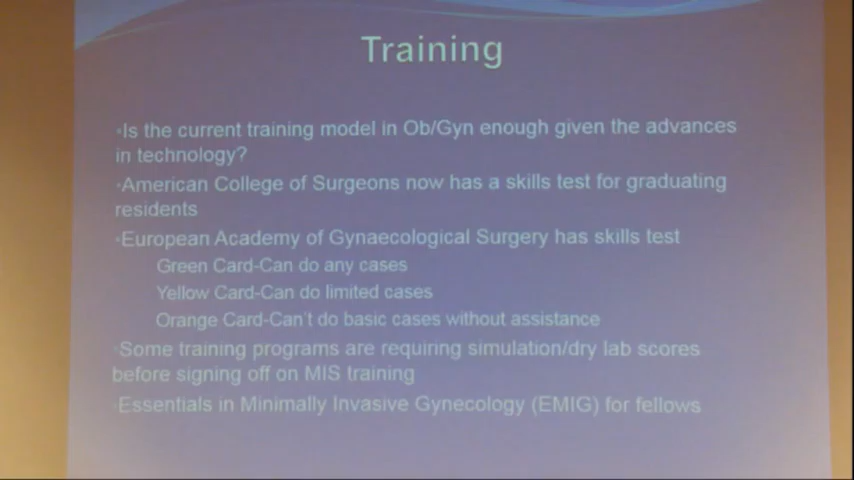 Training
•Is the current training model in Ob/Gyn enough given the advances
in technology?
•American College of Surgeons now has a skills test for graduating
residents
•European Academy of Gynaecological Surgery has skills test
Green Card-Can do any cases
Yellow Card-Can do limited cases
Orange Card-Can't do basic cases without assistance
•Some training programs are requiring simulation/dry lab scores
before signing off on MIS training
•Essentials in Minimally Invasive Gynecology (EMIG) for fellows